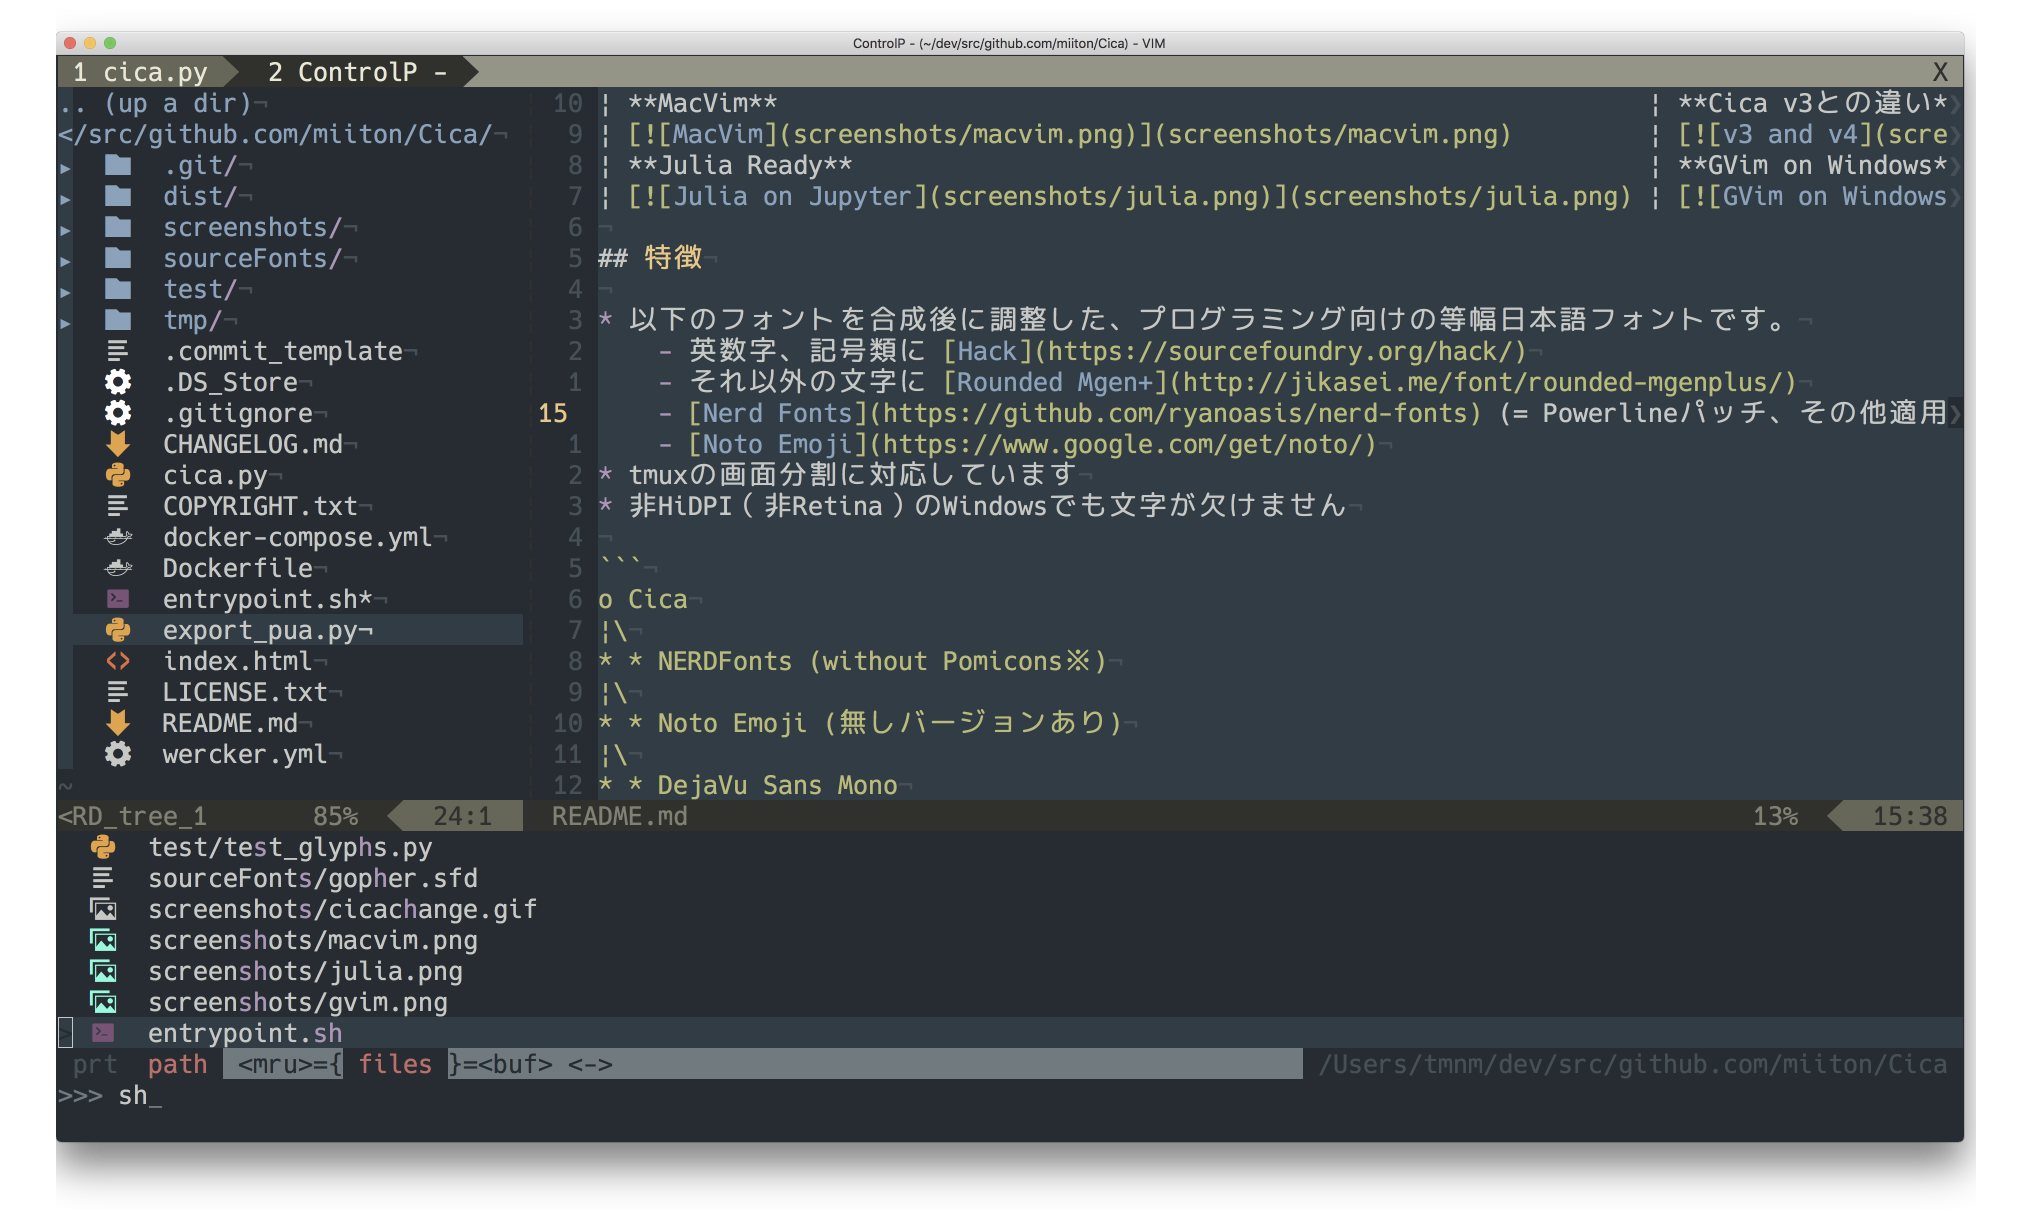 ControlP - (~/dev/src/github.com/miiton/Cica) - VIM
1 cica.py 2 ControlP - X
.. (up a dir)¬
</src/github.com/miiton/Cica/¬
▸ .git/¬
▸ dist/¬
▸ screenshots/¬
▸ sourceFonts/¬
▸ test/¬
▸ tmp/¬
.commit_template¬
.DS_Store¬
.gitignore¬
CHANGELOG.md¬
cica.py¬
COPYRIGHT.txt¬
docker-compose.yml¬
Dockerfile¬
entrypoint.sh*¬
export_pua.py¬
index.html¬
LICENSE.txt¬
README.md¬
wercker.yml¬
~
<RD_tree_1 85% 24:1
10 ¦ **MacVim** ¦ **Cica v3との違い*❯
9 ¦ [![MacVim](screenshots/macvim.png)](screenshots/macvim.png) ¦ [![v3 and v4](scre❯
8 ¦ **Julia Ready** ¦ **GVim on Windows*❯
7 ¦ [![Julia on Jupyter](screenshots/julia.png)](screenshots/julia.png) ¦ [![GVim on Windows❯
6 ¬
5 ## 特徴¬
4 ¬
3 * 以下のフォントを合成後に調整した、プログラミング向けの等幅日本語フォントです。¬
2 - 英数字、記号類に [Hack](https://sourcefoundry.org/hack/)¬
1 - それ以外の文字に [Rounded Mgen+](http://jikasei.me/font/rounded-mgenplus/)¬
15 - [Nerd Fonts](https://github.com/ryanoasis/nerd-fonts) (= Powerlineパッチ、その他適用❯
1 - [Noto Emoji](https://www.google.com/get/noto/)¬
2 * tmuxの画面分割に対応しています¬
3 * 非HiDPI（非Retina）のWindowsでも文字が欠けません¬
4 ¬
5 ```¬
6 o Cica¬
7 ¦\¬
8 * * NERDFonts (without Pomicons※)¬
9 ¦\¬
10 * * Noto Emoji (無しバージョンあり)¬
11 ¦\¬
12 * * DejaVu Sans Mono¬
README.md 13% 15:38
test/test_glyphs.py
sourceFonts/gopher.sfd
screenshots/cicachange.gif
screenshots/macvim.png
screenshots/julia.png
screenshots/gvim.png
> entrypoint.sh
prt path <mru>={ files }=<buf> <-> /Users/tmnm/dev/src/github.com/miiton/Cica
>>> sh_